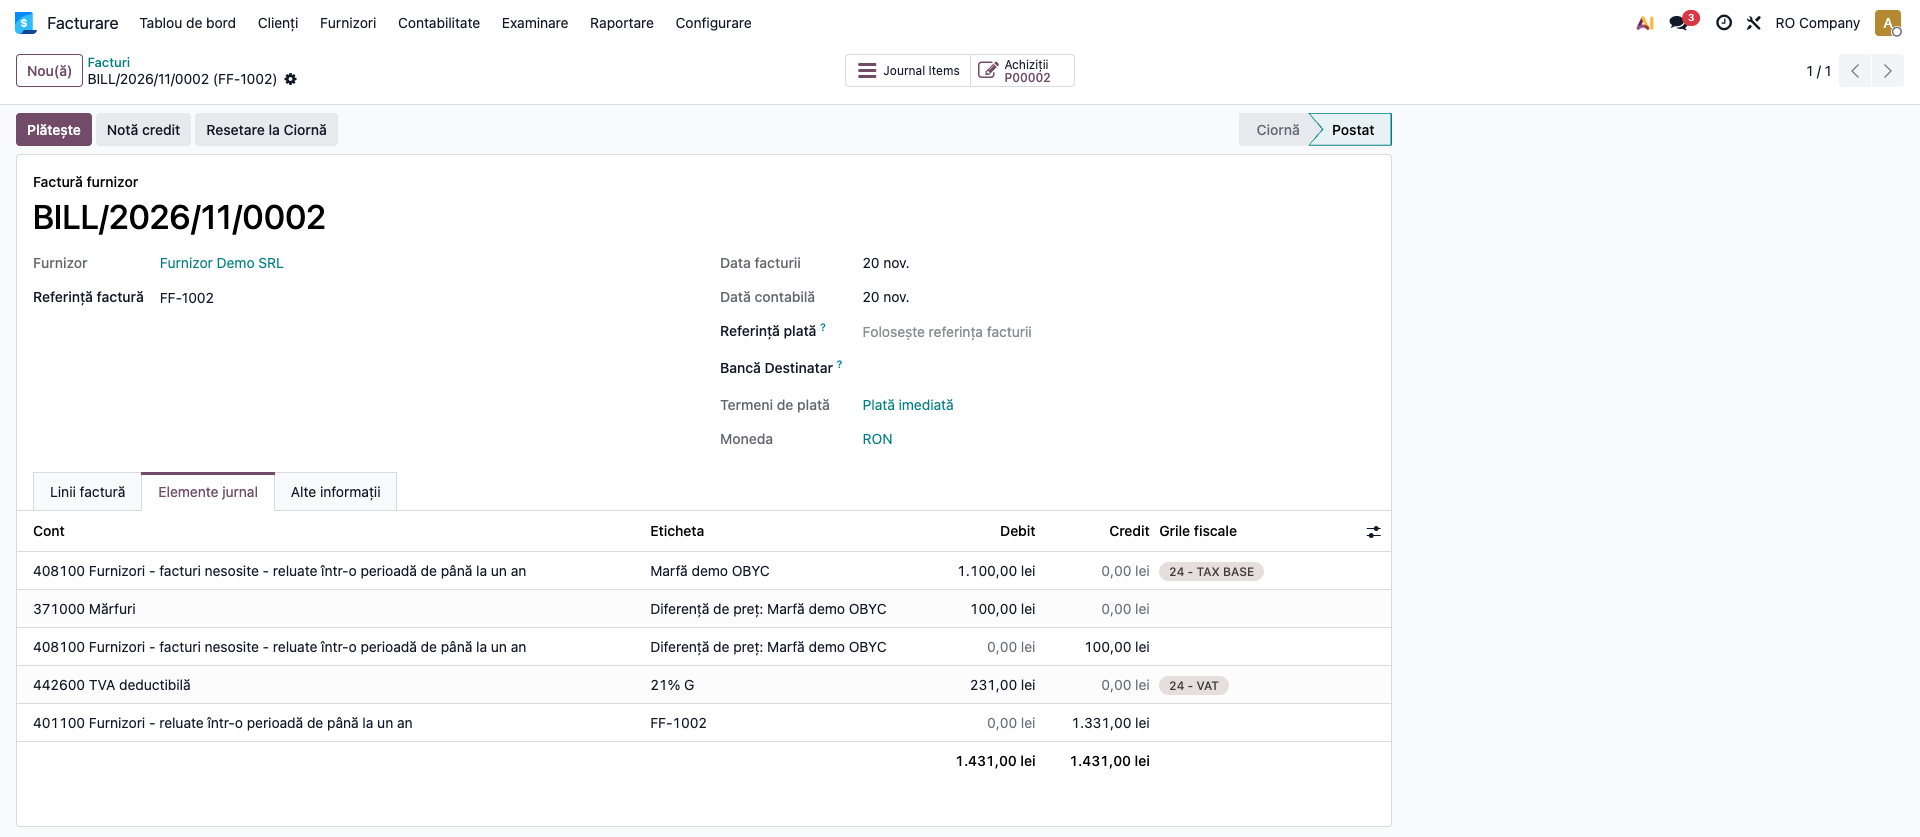 Facturare Tablou de bord Clienți Furnizori Contabilitate Examinare Raportare Configurare AI 3 RO Company A
Nou(ă) Facturi
BILL/2026/11/0002 (FF-1002)
Journal Items Achiziții
P00002
1 / 1
Plătește Notă credit Resetare la Ciornă Ciornă Postat
Factură furnizor
BILL/2026/11/0002
Furnizor Furnizor Demo SRL Data facturii 20 nov.
Referință factură FF-1002 Dată contabilă 20 nov.
Referință plată ? Folosește referința facturii
Bancă Destinatar ?
Termeni de plată Plată imediată
Moneda RON
Linii factură Elemente jurnal Alte informații
Cont Eticheta Debit Credit Grile fiscale
408100 Furnizori - facturi nesosite - reluate într-o perioadă de până la un an Marfă demo OBYC 1.100,00 lei 0,00 lei 24 - TAX BASE
371000 Mărfuri Diferență de preț: Marfă demo OBYC 100,00 lei 0,00 lei
408100 Furnizori - facturi nesosite - reluate într-o perioadă de până la un an Diferență de preț: Marfă demo OBYC 0,00 lei 100,00 lei
442600 TVA deductibilă 21% G 231,00 lei 0,00 lei 24 - VAT
401100 Furnizori - reluate într-o perioadă de până la un an FF-1002 0,00 lei 1.331,00 lei
1.431,00 lei 1.431,00 lei